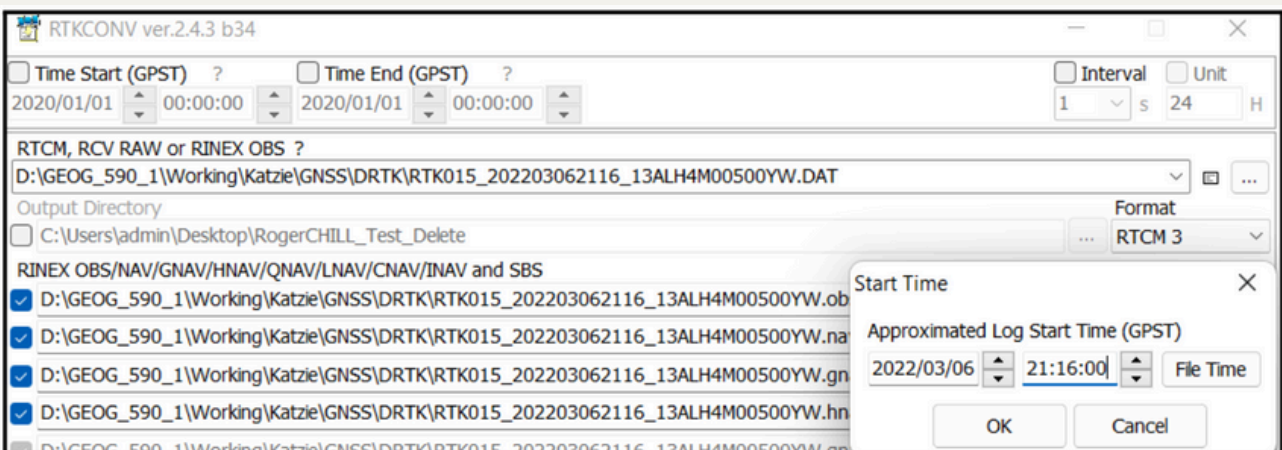 RTKCONV ver.2.4.3 b34
Time Start (GPST) ? Time End (GPST) ? Interval Unit
2020/01/01 00:00:00 2020/01/01 00:00:00 1 s 24 H
RTCM, RCV RAW or RINEX OBS ?
D:\GEOG_590_1\Working\Katzie\GNSS\DRTK\RTK015_202203062116_13ALH4M00500YW.DAT ...
Output Directory Format
C:\Users\admin\Desktop\RogerCHILL_Test_Delete ... RTCM 3
RINEX OBS/NAV/GNAV/HNAV/QNAV/LNAV/CNAV/INAV and SBS
D:\GEOG_590_1\Working\Katzie\GNSS\DRTK\RTK015_202203062116_13ALH4M00500YW.ob
D:\GEOG_590_1\Working\Katzie\GNSS\DRTK\RTK015_202203062116_13ALH4M00500YW.na
D:\GEOG_590_1\Working\Katzie\GNSS\DRTK\RTK015_202203062116_13ALH4M00500YW.gn
D:\GEOG_590_1\Working\Katzie\GNSS\DRTK\RTK015_202203062116_13ALH4M00500YW.hn
Start Time
Approximated Log Start Time (GPST)
2022/03/06 21:16:00 File Time
OK Cancel